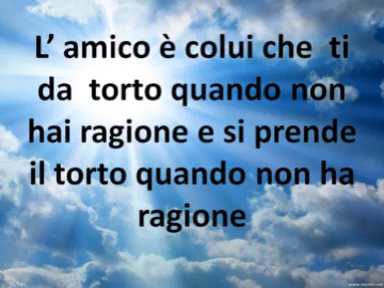 L’ amico è colui che ti
da torto quando non
hai ragione e si prende
il torto quando non ha
ragione